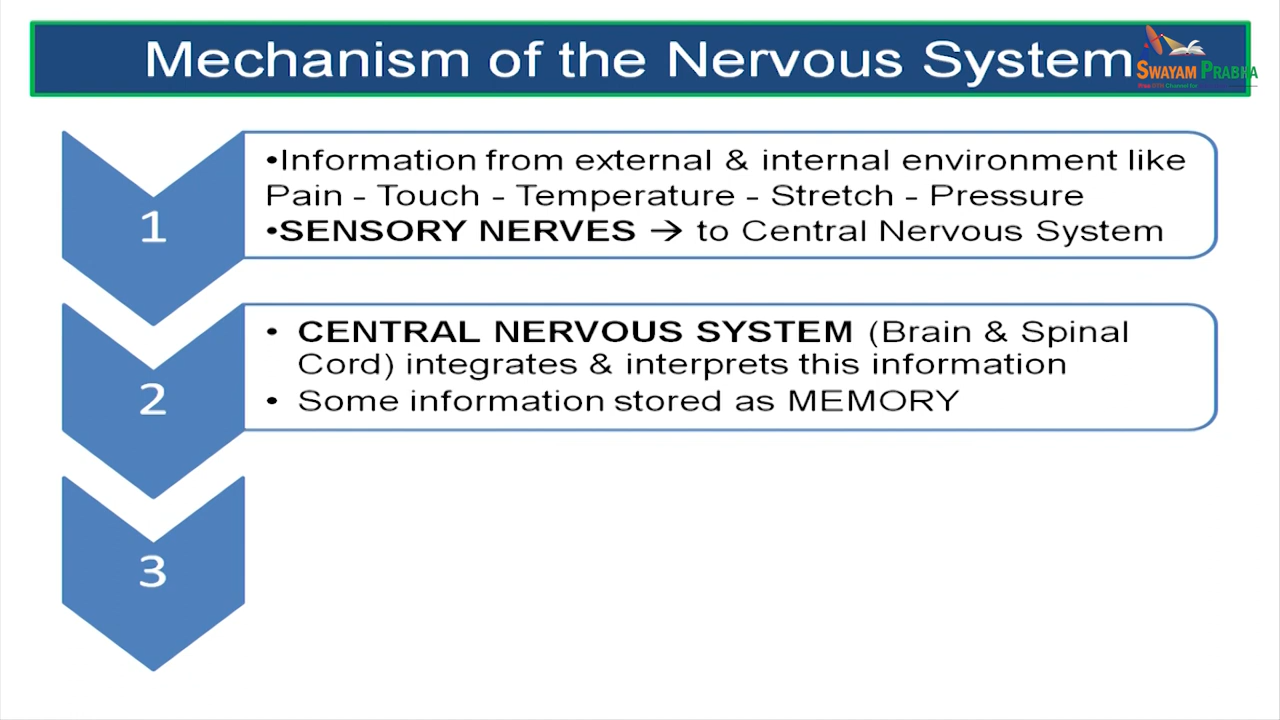 Mechanism of the Nervous System
SWAYAM PRABHA
1
•Information from external & internal environment like
Pain - Touch - Temperature - Stretch - Pressure
•SENSORY NERVES → to Central Nervous System
2
• CENTRAL NERVOUS SYSTEM (Brain & Spinal
Cord) integrates & interprets this information
• Some information stored as MEMORY
3